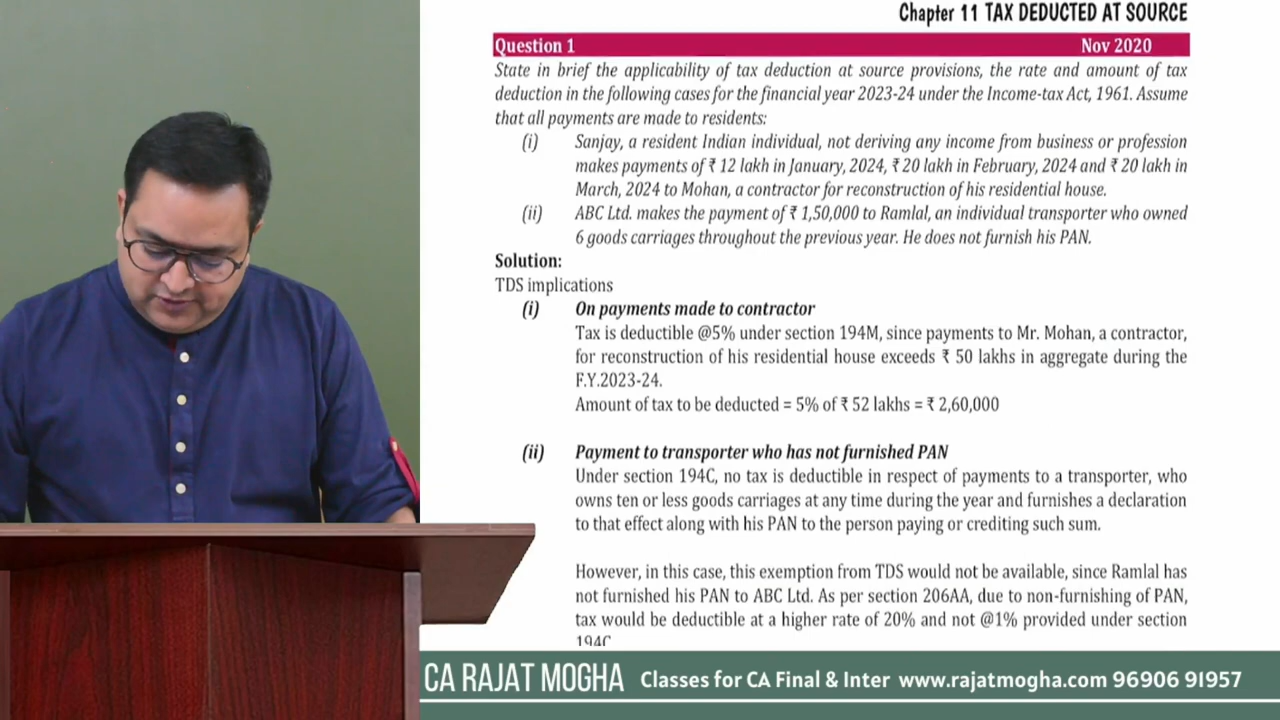 Chapter 11 TAX DEDUCTED AT SOURCE
Question 1 Nov 2020
State in brief the applicability of tax deduction at source provisions, the rate and amount of tax
deduction in the following cases for the financial year 2023-24 under the Income-tax Act, 1961. Assume
that all payments are made to residents:
(i) Sanjay, a resident Indian individual, not deriving any income from business or profession
makes payments of ₹ 12 lakh in January, 2024, ₹ 20 lakh in February, 2024 and ₹ 20 lakh in
March, 2024 to Mohan, a contractor for reconstruction of his residential house.
(ii) ABC Ltd. makes the payment of ₹ 1,50,000 to Ramlal, an individual transporter who owned
6 goods carriages throughout the previous year. He does not furnish his PAN.
Solution:
TDS implications
(i) On payments made to contractor
Tax is deductible @5% under section 194M, since payments to Mr. Mohan, a contractor,
for reconstruction of his residential house exceeds ₹ 50 lakhs in aggregate during the
F.Y.2023-24.
Amount of tax to be deducted = 5% of ₹ 52 lakhs = ₹ 2,60,000
(ii) Payment to transporter who has not furnished PAN
Under section 194C, no tax is deductible in respect of payments to a transporter, who
owns ten or less goods carriages at any time during the year and furnishes a declaration
to that effect along with his PAN to the person paying or crediting such sum.
However, in this case, this exemption from TDS would not be available, since Ramlal has
not furnished his PAN to ABC Ltd. As per section 206AA, due to non-furnishing of PAN,
tax would be deductible at a higher rate of 20% and not @1% provided under section
194C
CA RAJAT MOGHA Classes for CA Final & Inter www.rajatmogha.com 96906 91957